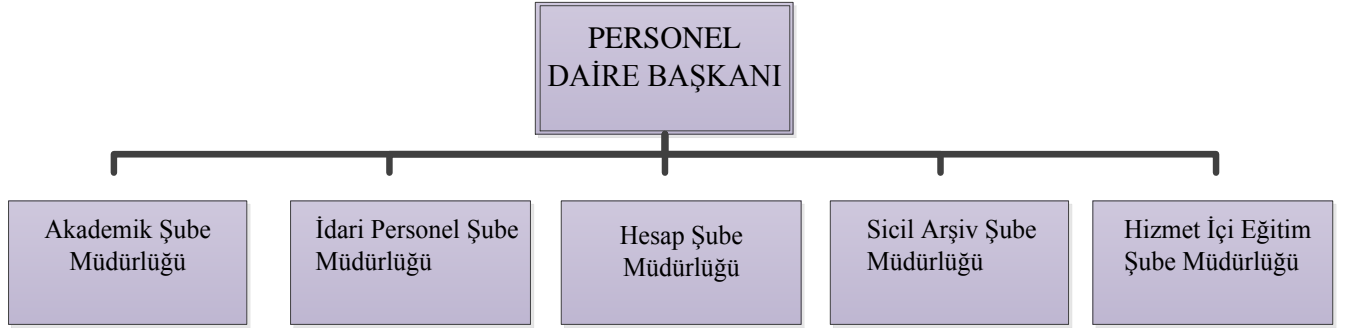 PERSONEL
DAİRE BAŞKANI
Akademik Şube
Müdürlüğü
İdari Personel Şube
Müdürlüğü
Hesap Şube
Müdürlüğü
Sicil Arşiv Şube
Müdürlüğü
Hizmet İçi Eğitim
Şube Müdürlüğü